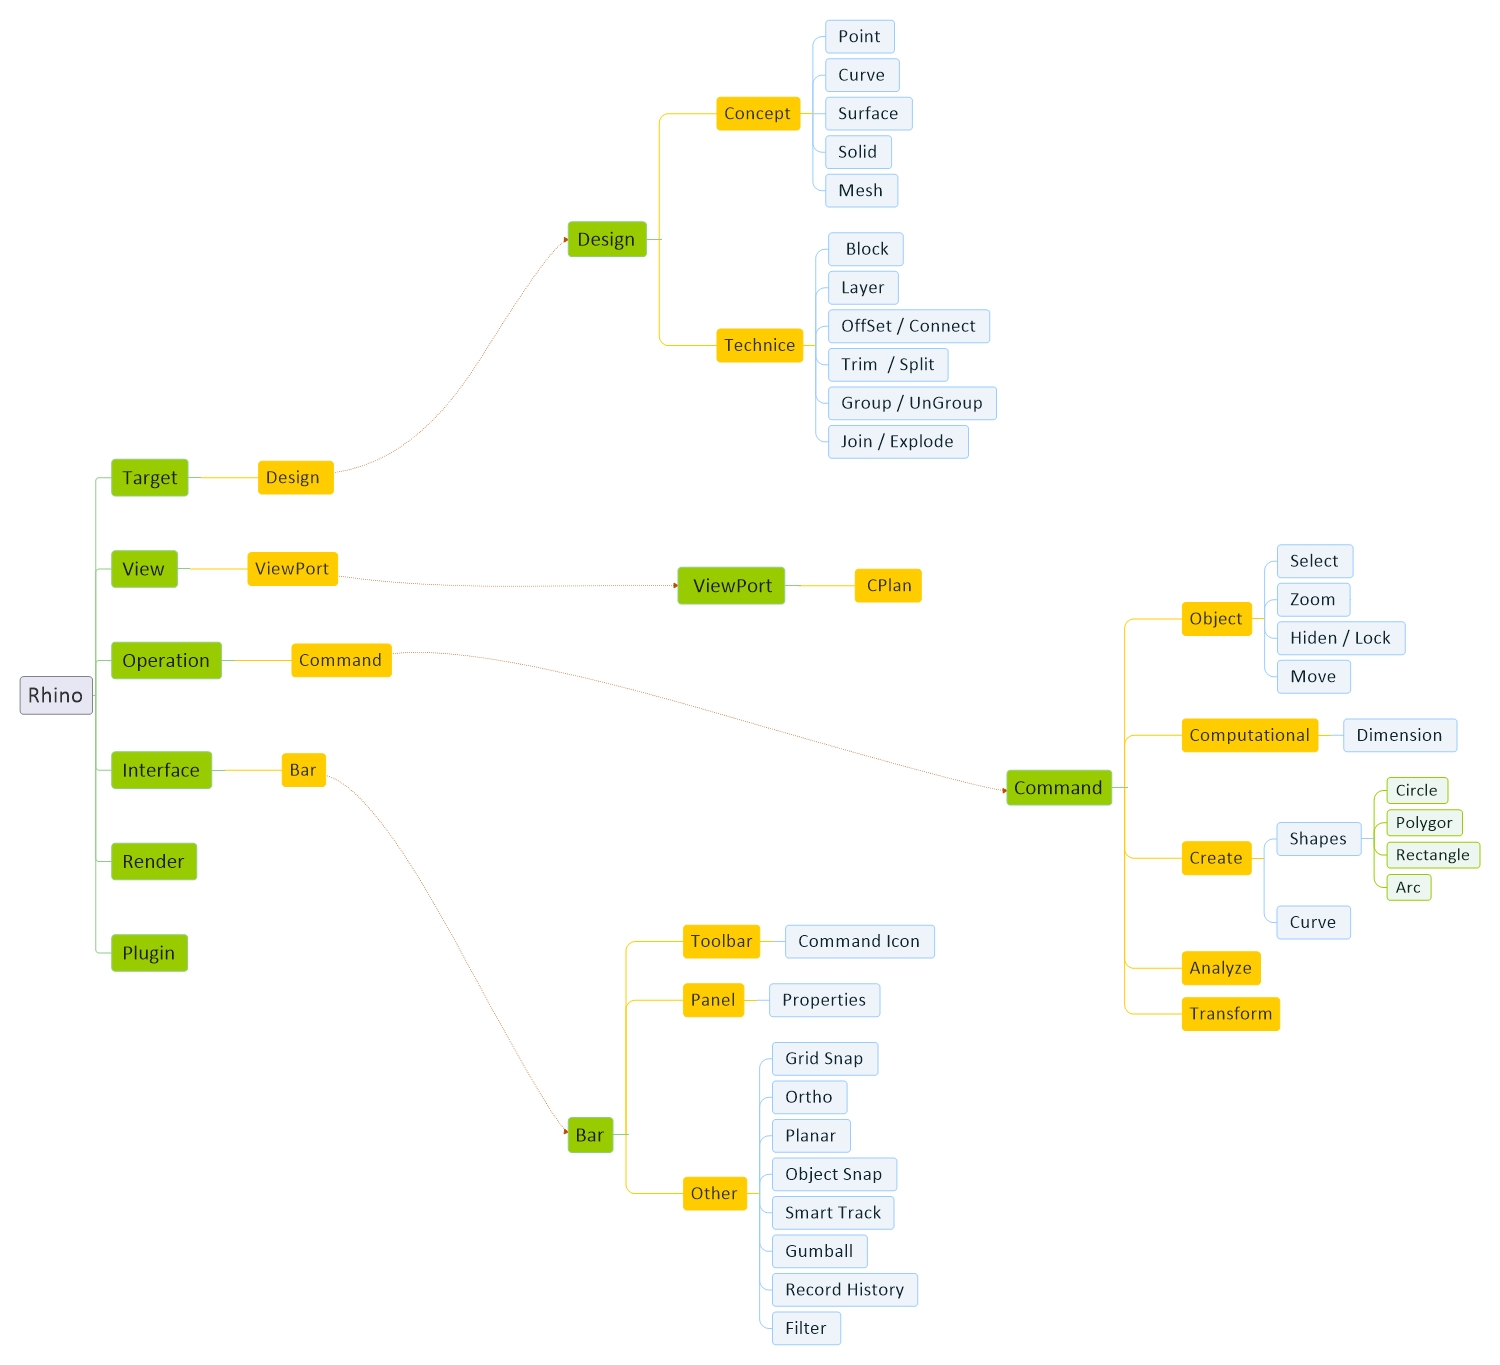 Point
Curve
Concept
Surface
Solid
Mesh
Design
Block
Layer
OffSet / Connect
Technice
Trim / Split
Group / UnGroup
Join / Explode
Target
Design
View
ViewPort
ViewPort
CPlan
Operation
Command
Rhino
Interface
Bar
Render
Plugin
Select
Object
Zoom
Hiden / Lock
Move
Computational
Dimension
Command
Circle
Polygor
Shapes
Create
Rectangle
Arc
Curve
Analyze
Transform
Toolbar
Command Icon
Panel
Properties
Bar
Grid Snap
Ortho
Planar
Object Snap
Other
Smart Track
Gumball
Record History
Filter